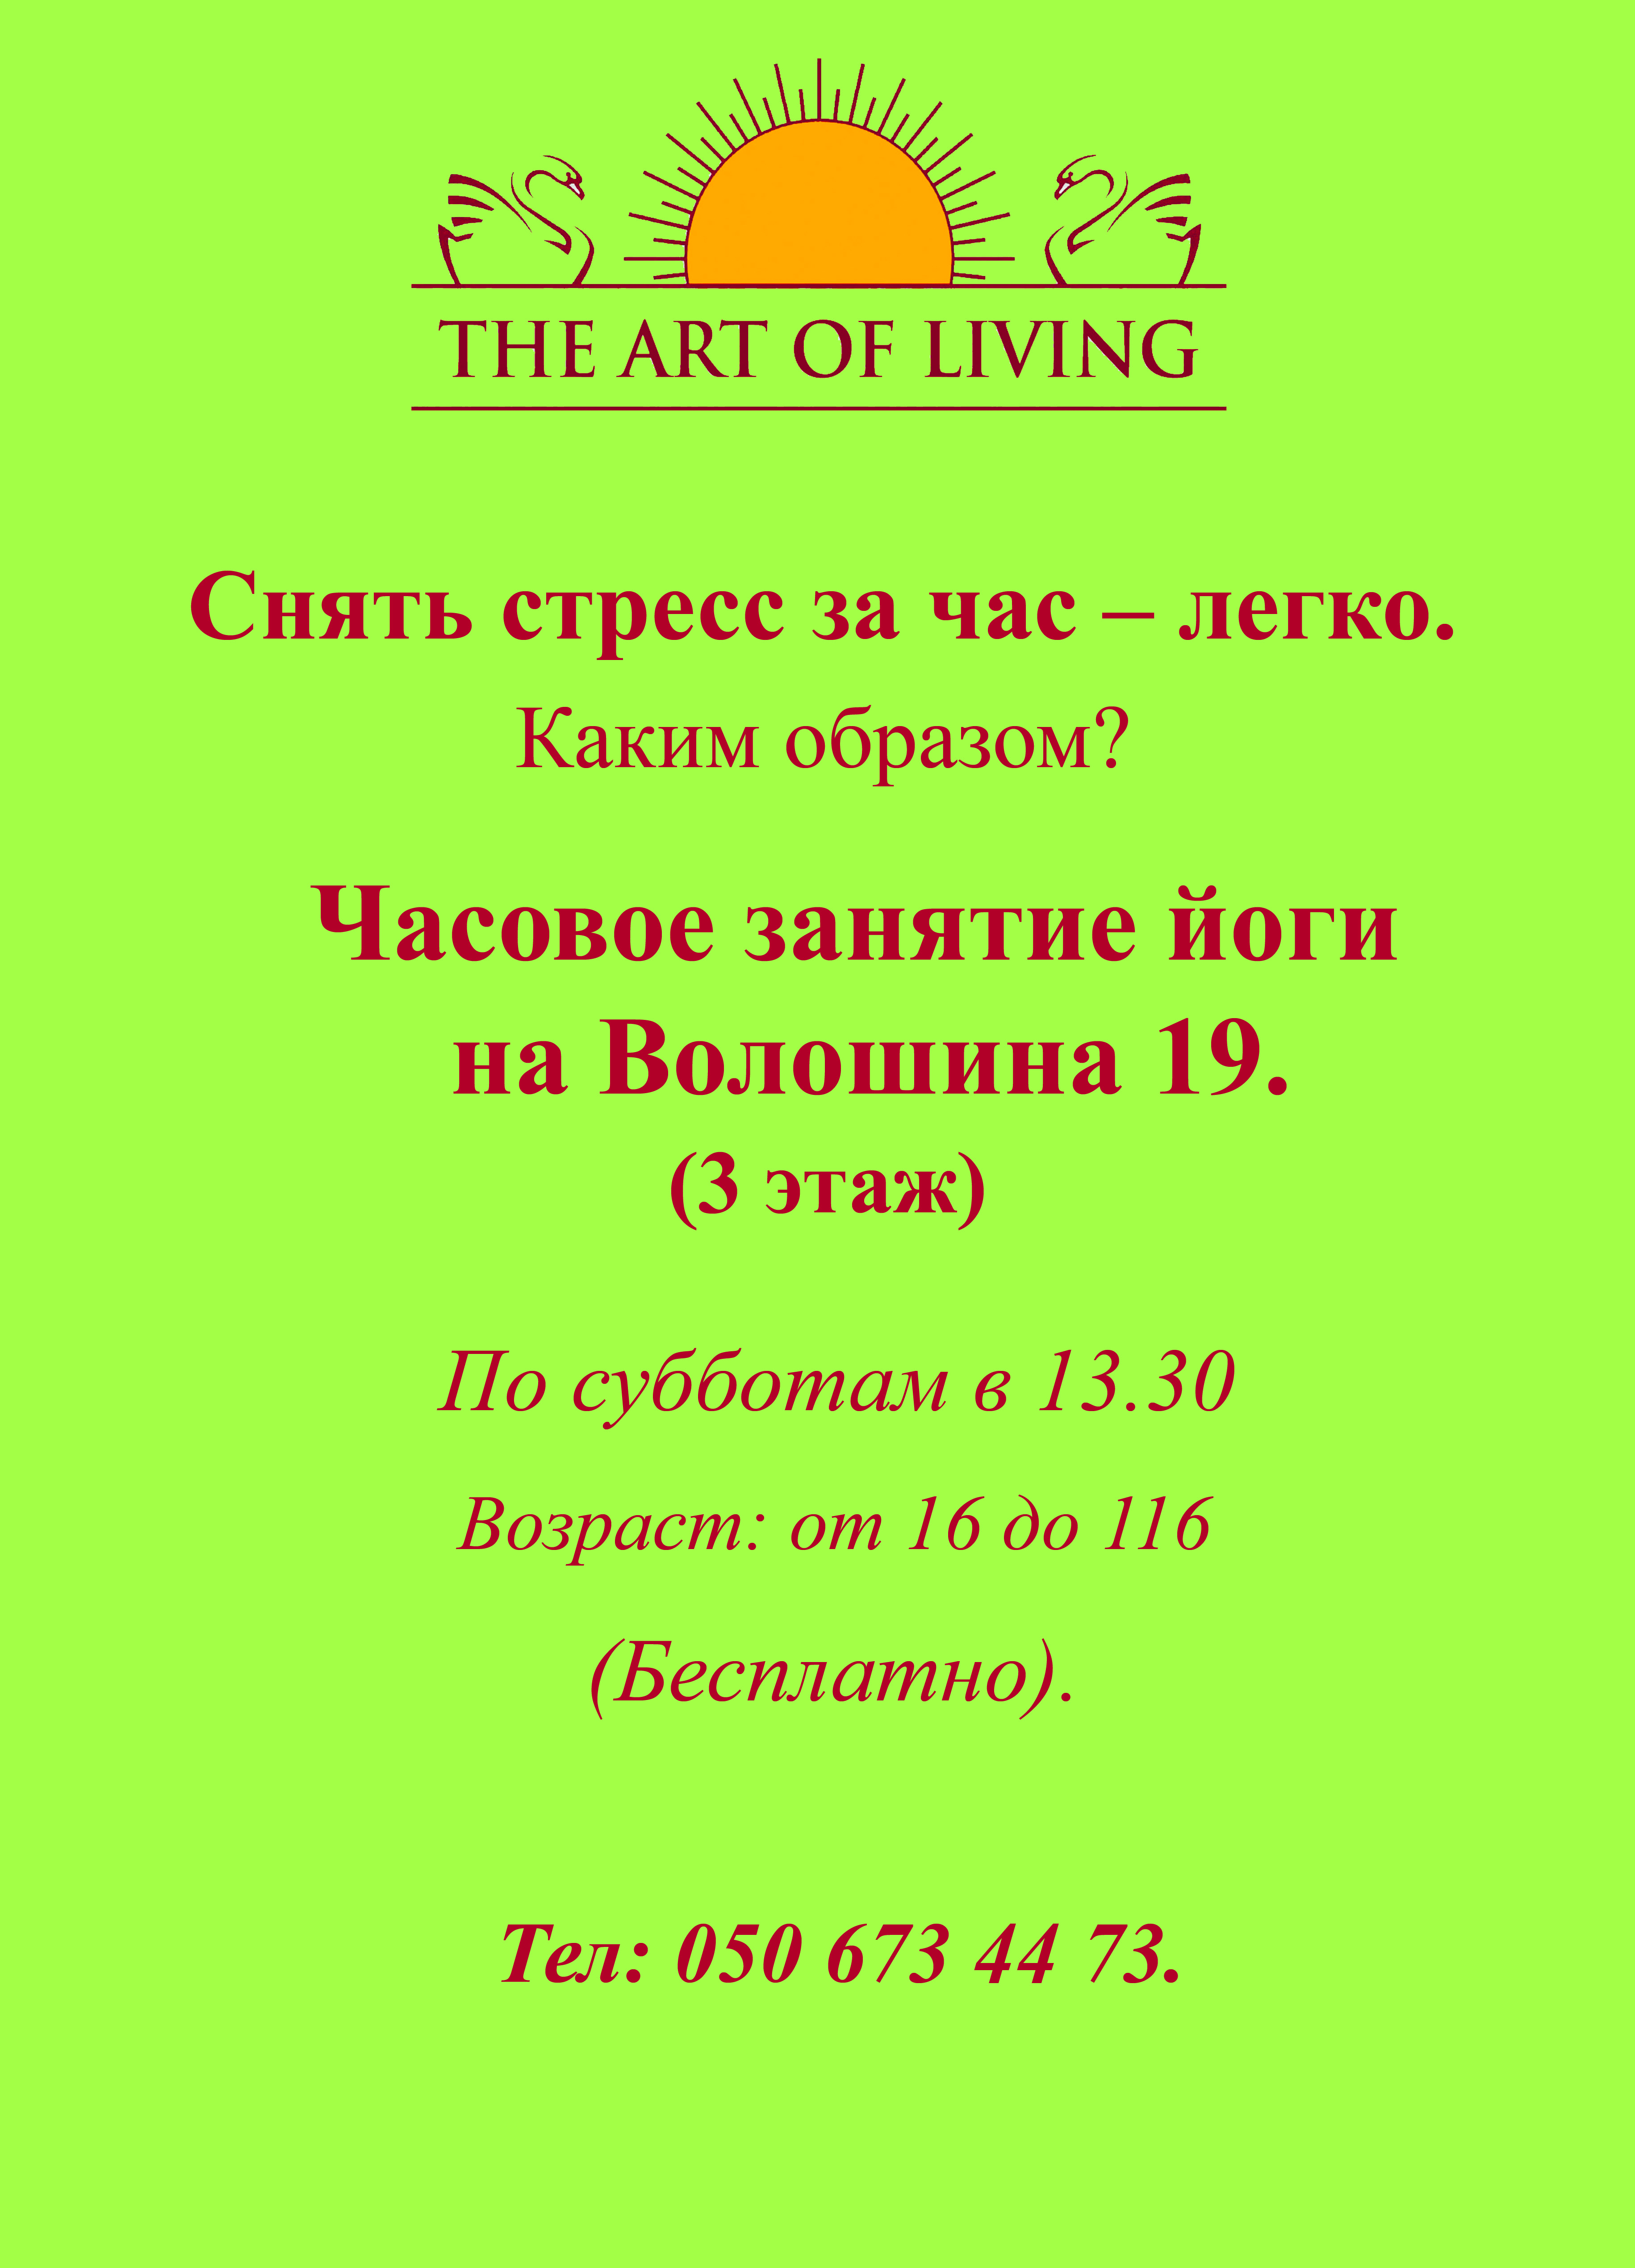 THE ART OF LIVING
Снять стресс за час – легко.
Каким образом?
Часовое занятие йоги
на Волошина 19.
(3 этаж)
По субботам в 13.30
Возраст: от 16 до 116
(Бесплатно).
Тел: 050 673 44 73.